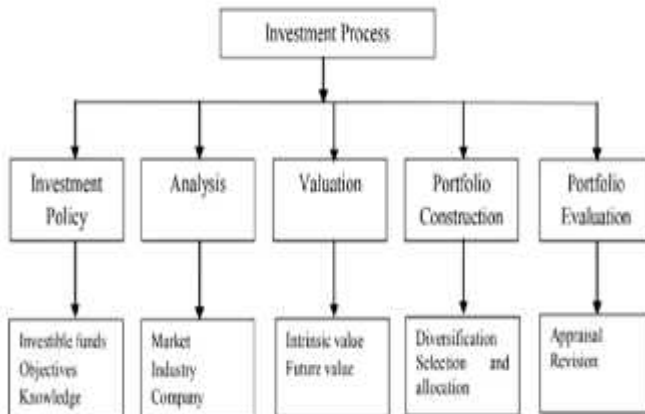 Investment Process
Investment
Policy
Analysis
Valuation
Portfolio
Construction
Portfolio
Evaluation
Investible funds
Objectives
Knowledge
Market
Industry
Company
Intrinsic value
Future value
Diversification
Selection and
allocation
Appraisal
Revision